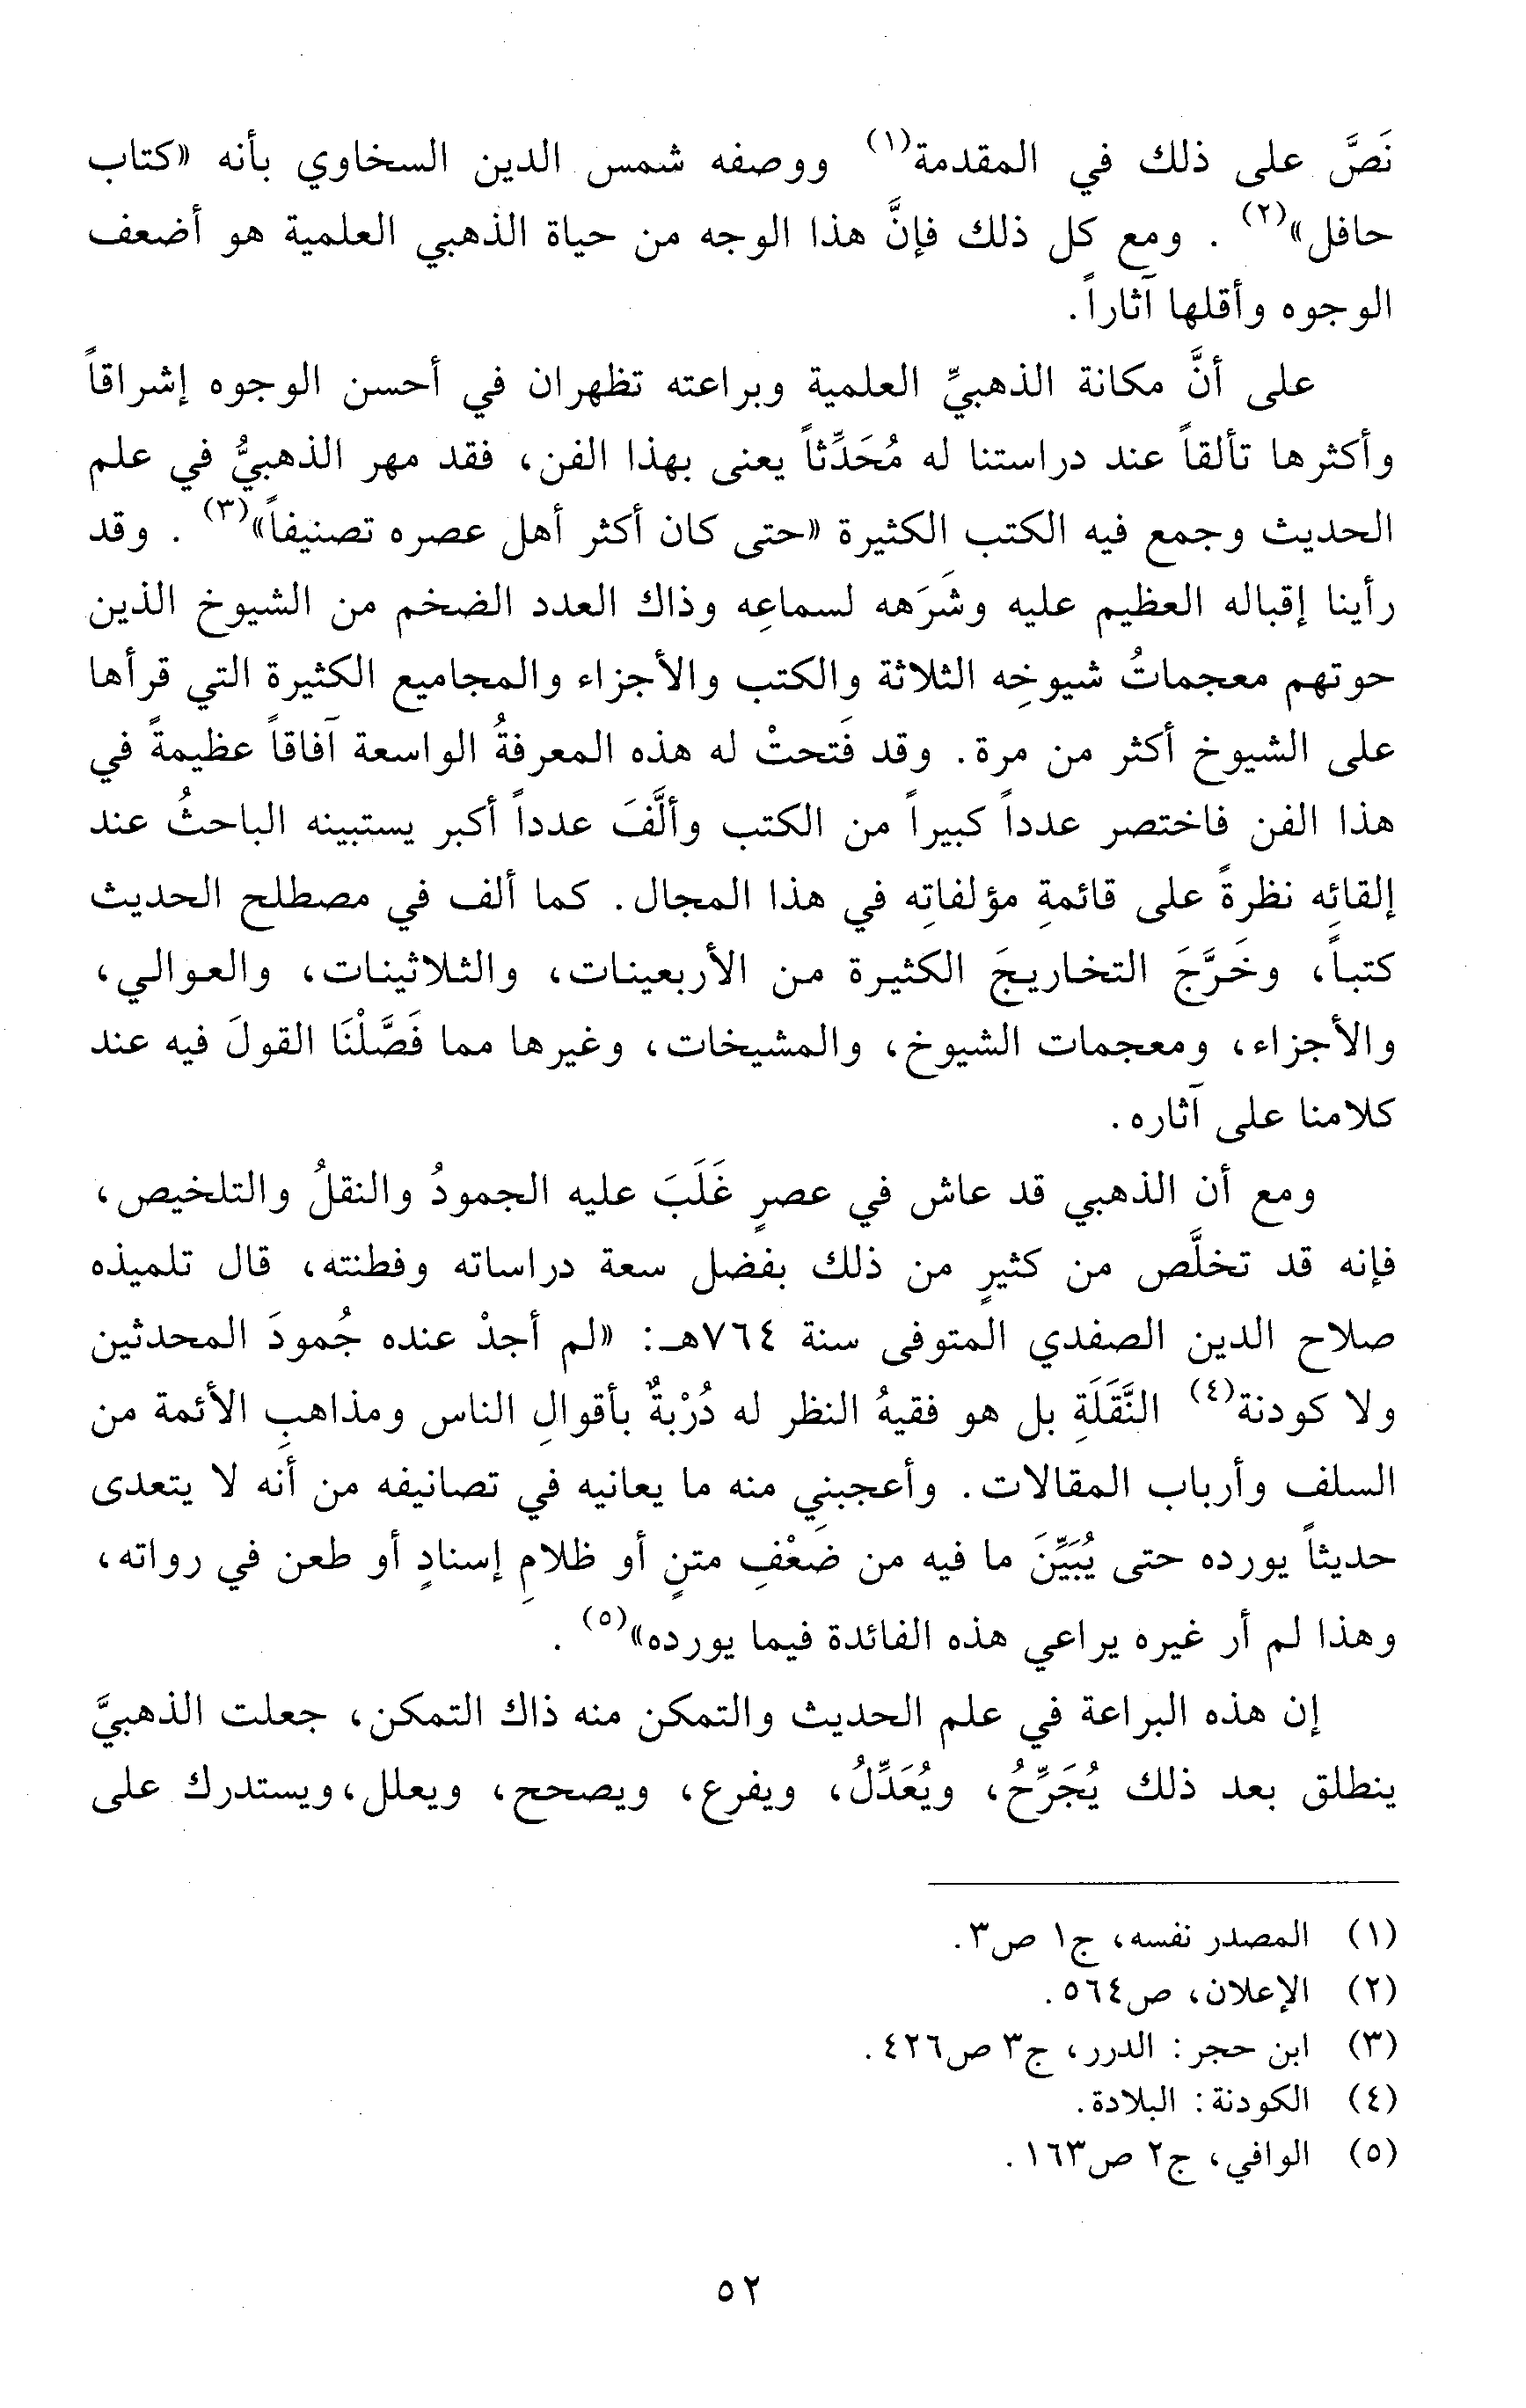 نَصَّ على ذلك في المقدمة(١) ووصفه شمس الدين السخاوي بأنه «كتاب
حافل»(٢) . ومع كل ذلك فإنَّ هذا الوجه من حياة الذهبي العلمية هو أضعف
الوجوه وأقلها آثاراً.
على أنَّ مكانة الذهبيِّ العلمية وبراعته تظهران في أحسن الوجوه إشراقاً
وأكثرها تألقاً عند دراستنا له مُحَدِّثاً يعنى بهذا الفن، فقد مهر الذهبيُّ في علم
الحديث وجمع فيه الكتب الكثيرة «حتى كان أكثر أهل عصره تصنيفاً»(٣) . وقد
رأينا إقباله العظيم عليه وشَرَهه لسماعِه وذاك العدد الضخم من الشيوخ الذين
حوتهم معجماتُ شيوخِه الثلاثة والكتب والأجزاء والمجاميع الكثيرة التي قرأها
على الشيوخ أكثر من مرة. وقد فَتحتْ له هذه المعرفةُ الواسعة آفاقاً عظيمةً في
هذا الفن فاختصر عدداً كبيراً من الكتب وألَّفَ عدداً أكبر يستبينه الباحثُ عند
إلقائِه نظرةً على قائمةِ مؤلفاتِه في هذا المجال. كما ألف في مصطلح الحديث
كتباً، وخَرَّجَ التخاريجَ الكثيرة من الأربعينات، والثلاثينات، والعوالي،
والأجزاء، ومعجمات الشيوخ، والمشيخات، وغيرها مما فَصَّلْنَا القولَ فيه عند
كلامنا على آثاره.
ومع أن الذهبي قد عاش في عصرٍ غَلَبَ عليه الجمودُ والنقلُ والتلخيص،
فإنه قد تخلَّص من كثيرٍ من ذلك بفضل سعة دراساته وفطنته، قال تلميذه
صلاح الدين الصفدي المتوفى سنة ٧٦٤هـ: «لم أجدْ عنده جُمودَ المحدثين
ولا كودنة(٤) النَّقَلَةِ بل هو فقيهُ النظر له دُرْبةٌ بأقوالِ الناس ومذاهبِ الأئمة من
السلف وأرباب المقالات. وأعجبنِي منه ما يعانيه في تصانيفه من أنه لا يتعدى
حديثاً يورده حتى يُبَيِّنَ ما فيه من ضَعْفِ متنٍ أو ظلامِ إسنادٍ أو طعن في رواته،
وهذا لم أر غيره يراعي هذه الفائدة فيما يورده»(٥) .
إن هذه البراعة في علم الحديث والتمكن منه ذاك التمكن، جعلت الذهبيَّ
ينطلق بعد ذلك يُجَرِّحُ، ويُعَدِّلُ، ويفرع، ويصحح، ويعلل، ويستدرك على
(١) المصدر نفسه، ج١ ص٣.
(٢) الإعلان، ص٥٦٤.
(٣) ابن حجر: الدرر، ج٣ ص٤٢٦.
(٤) الكودنة: البلادة.
(٥) الوافي، ج٢ ص١٦٣.
٥٢